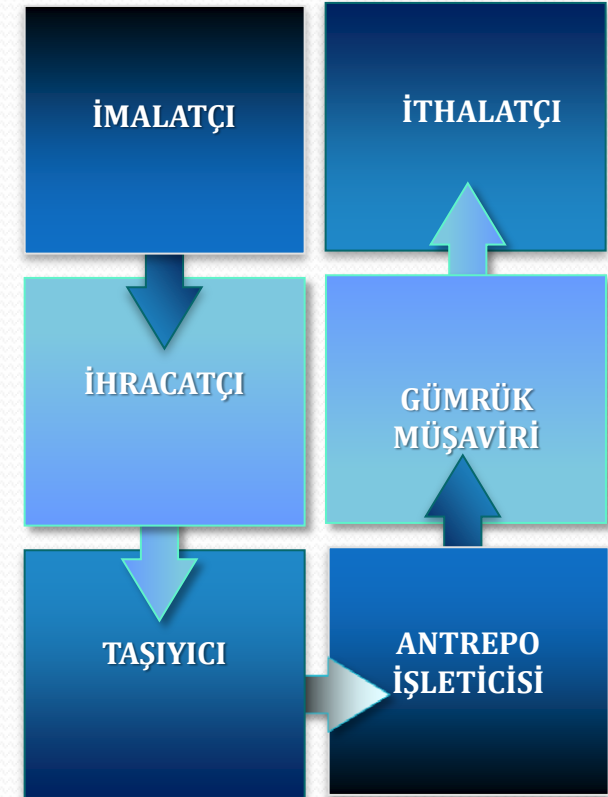 İMALATÇI
İTHALATÇI
İHRACATÇI
GÜMRÜK
MÜŞAVİRİ
TAŞIYICI
ANTREPO
İŞLETİCİSİ